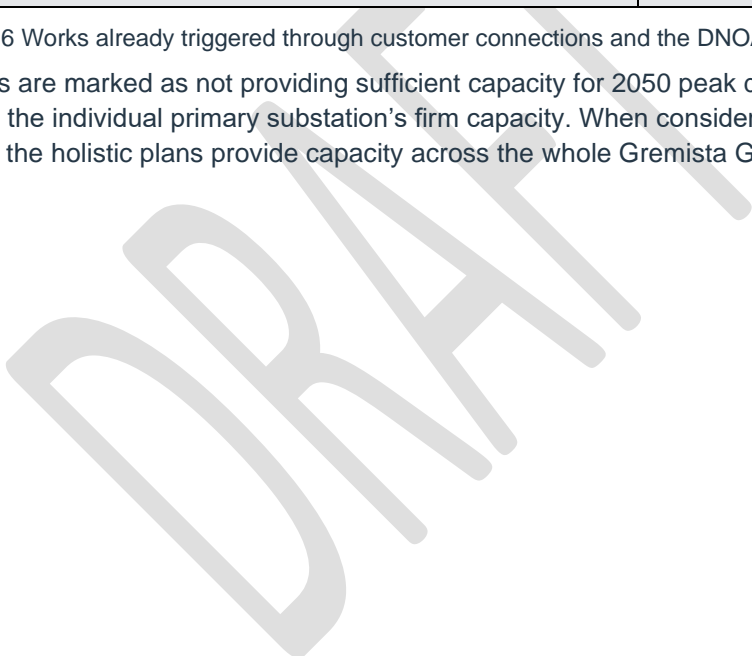 6 Works already triggered through customer connections and the DNO
s are marked as not providing sufficient capacity for 2050 peak
the individual primary substation's firm capacity. When consider
the holistic plans provide capacity across the whole Gremista G
DRAFT